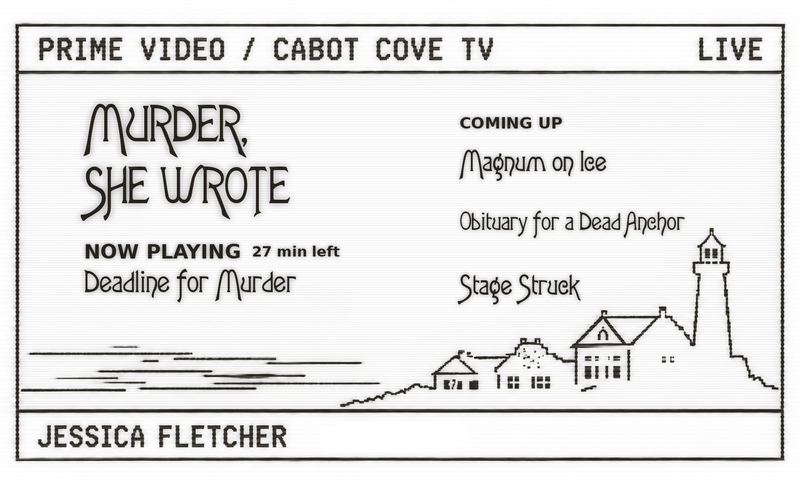 PRIME VIDEO / CABOT COVE TV
LIVE
MURDER,
SHE WROTE
NOW PLAYING 27 min left
Deadline for Murder
COMING UP
Magnum on Ice
Obituary for a Dead Anchor
Stage Struck
JESSICA FLETCHER